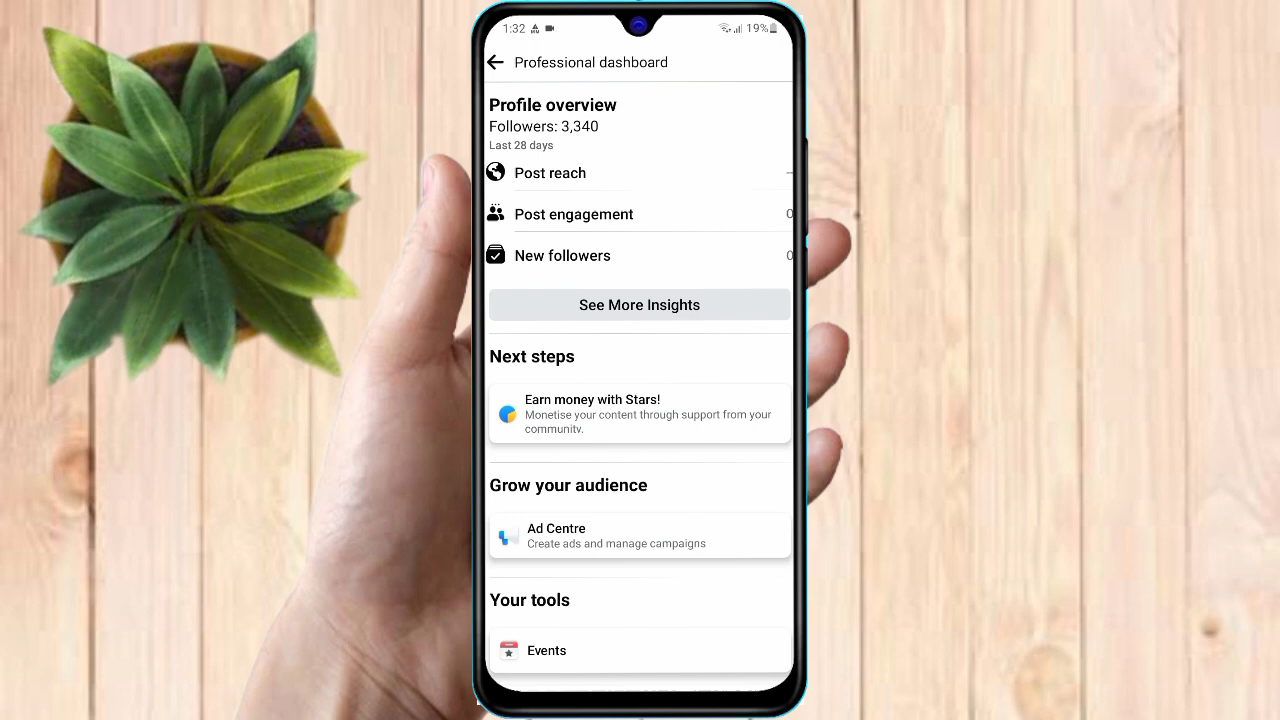 1:32
19%
Professional dashboard
Profile overview
Followers: 3,340
Last 28 days
Post reach
--
Post engagement
0
New followers
0
See More Insights
Next steps
Earn money with Stars!
Monetise your content through support from your
community.
Grow your audience
Ad Centre
Create ads and manage campaigns
Your tools
Events